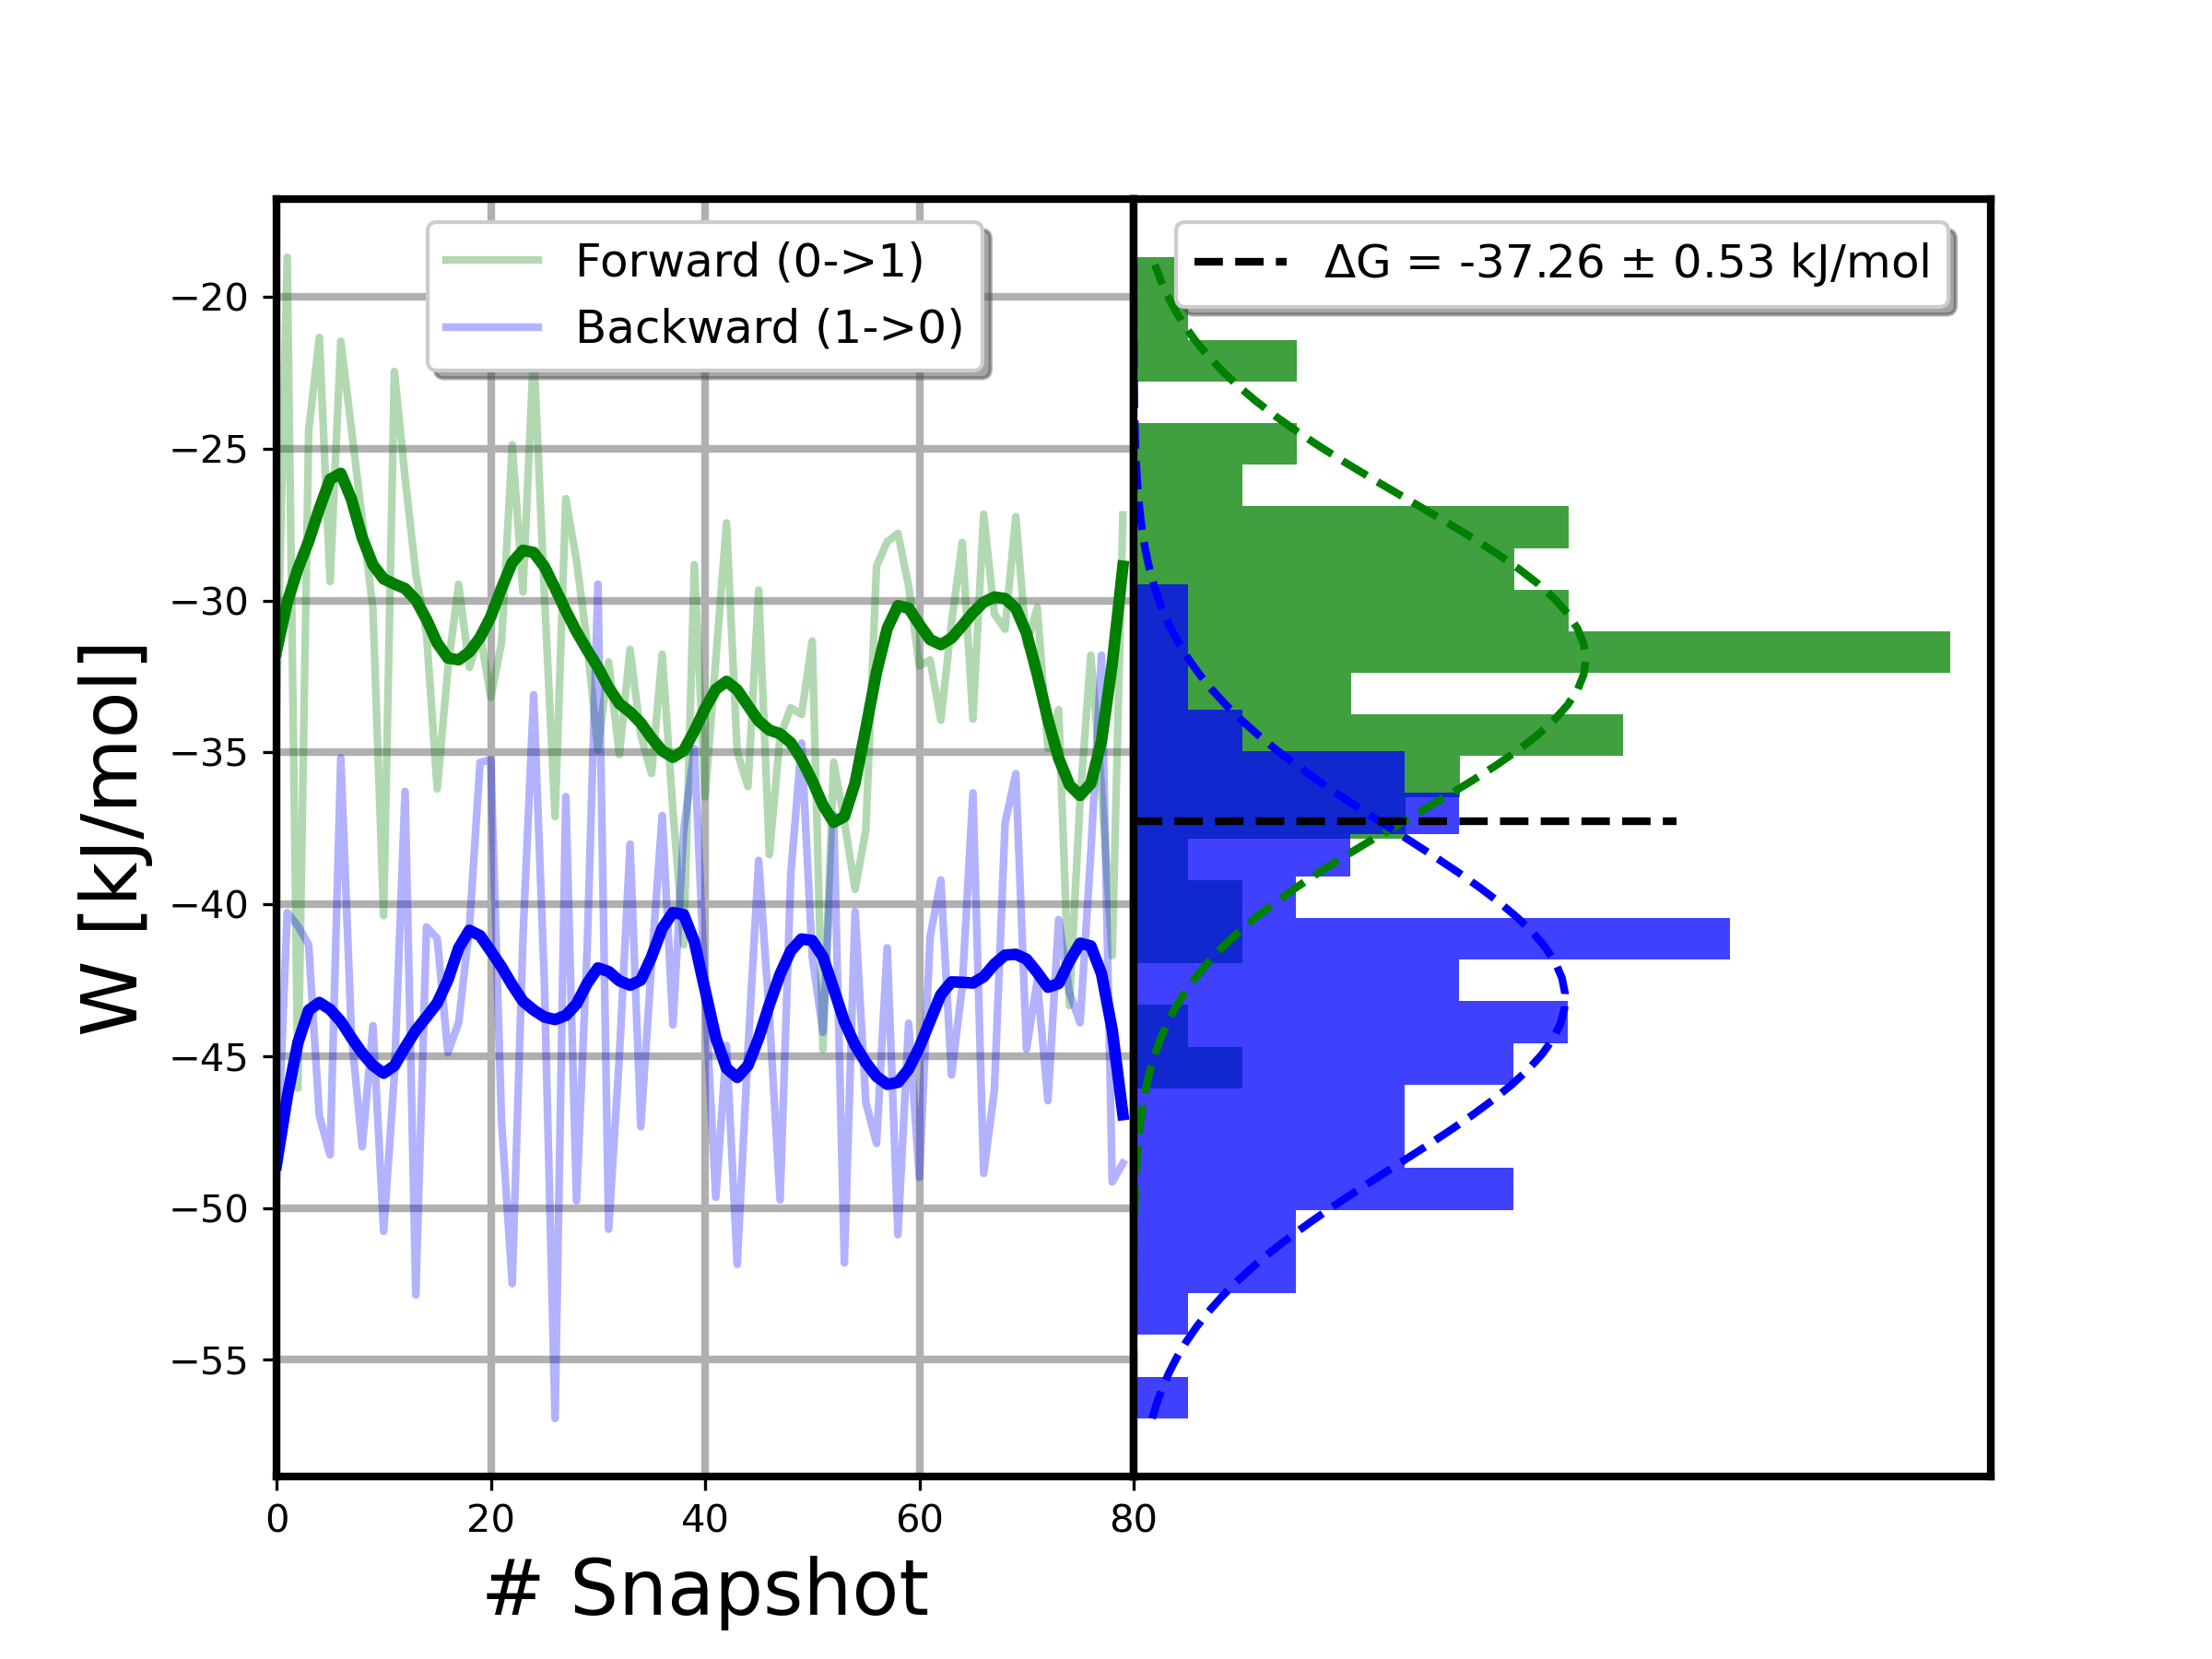 Forward (0->1)
Backward (1->0)
ΔG = -37.26 ± 0.53 kJ/mol
−20
−25
−30
−35
−40
−45
−50
−55
W [kJ/mol]
0 20 40 60 80
# Snapshot